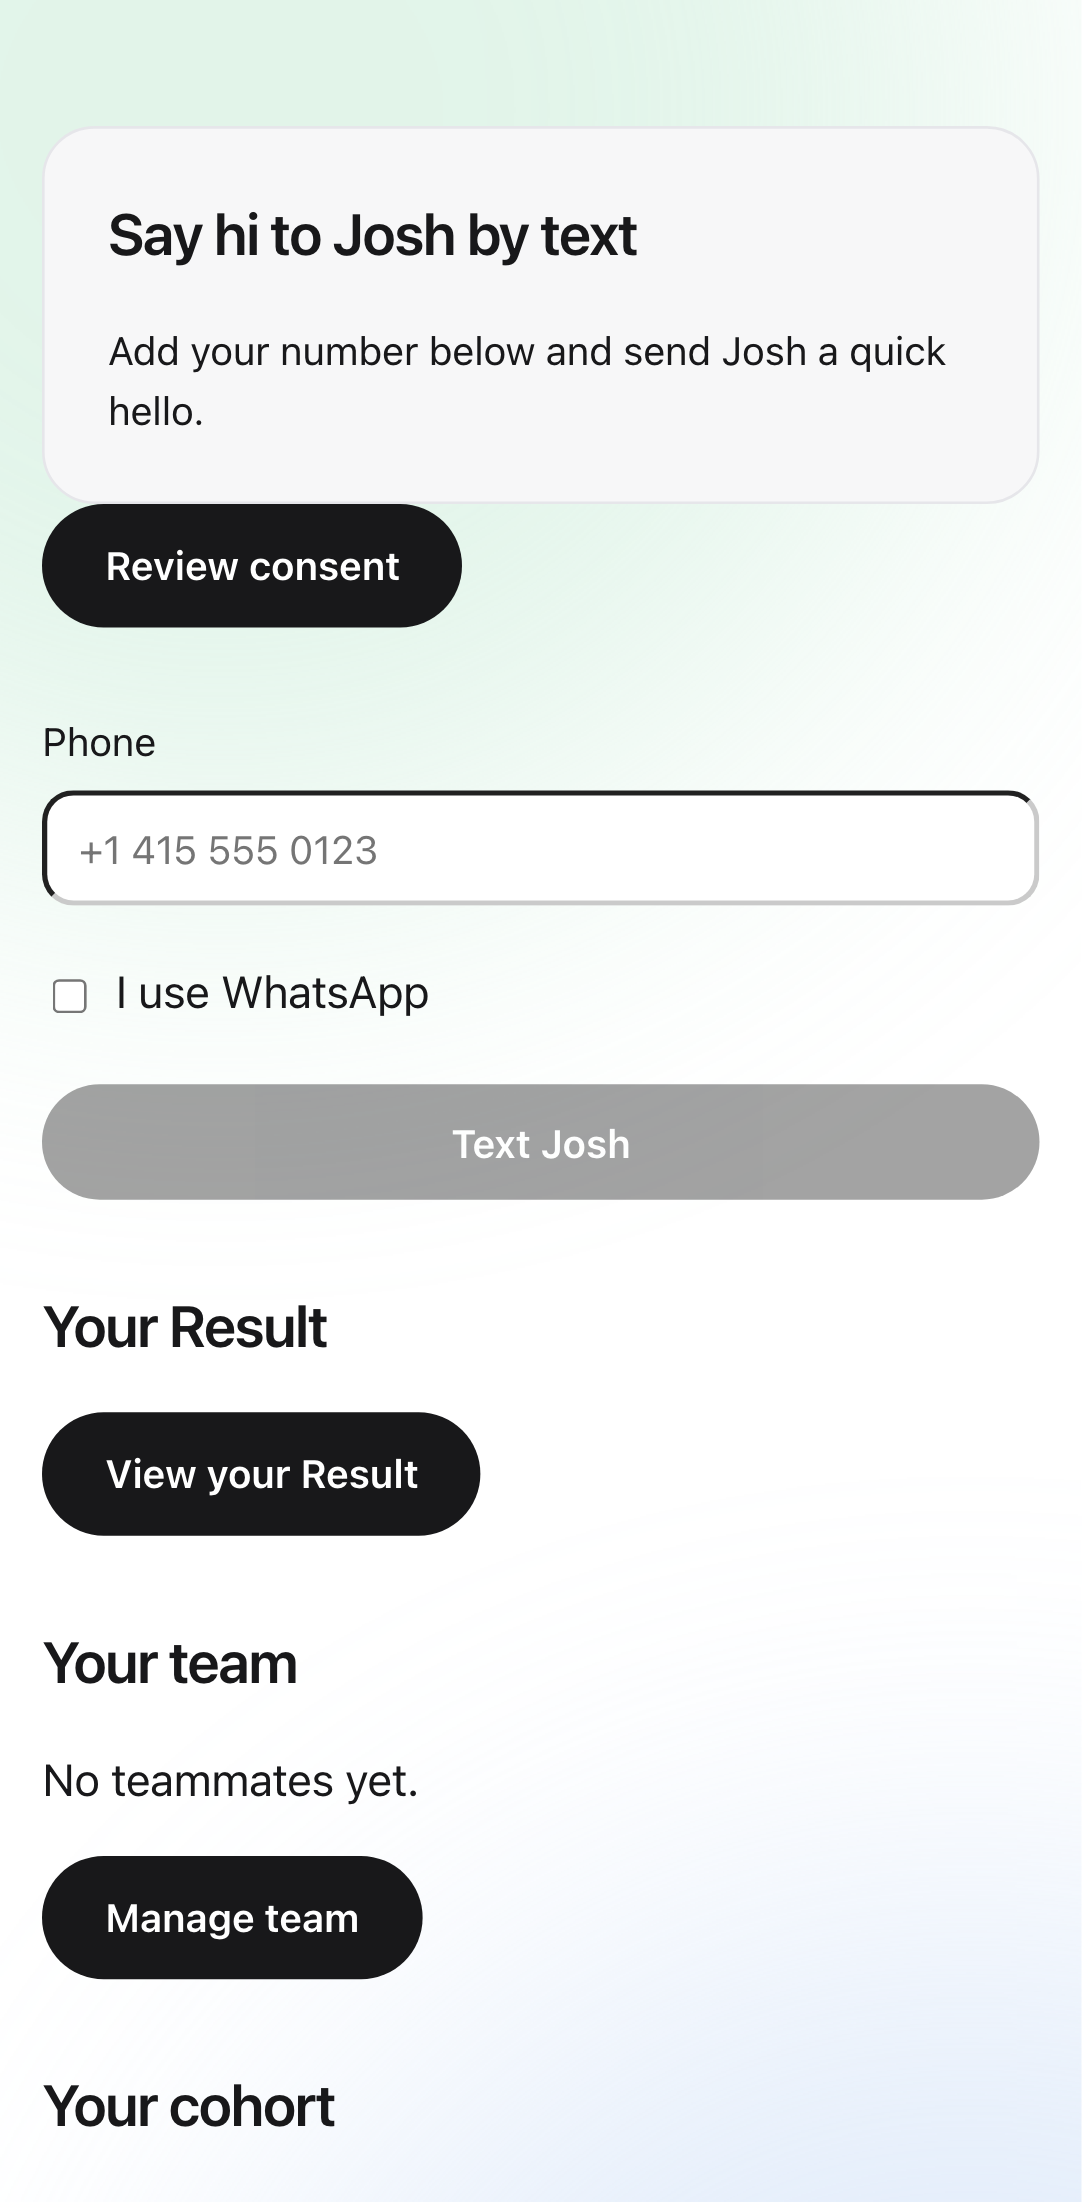 Say hi to Josh by text
Add your number below and send Josh a quick
hello.
Review consent
Phone
+1 415 555 0123
I use WhatsApp
Text Josh
Your Result
View your Result
Your team
No teammates yet.
Manage team
Your cohort